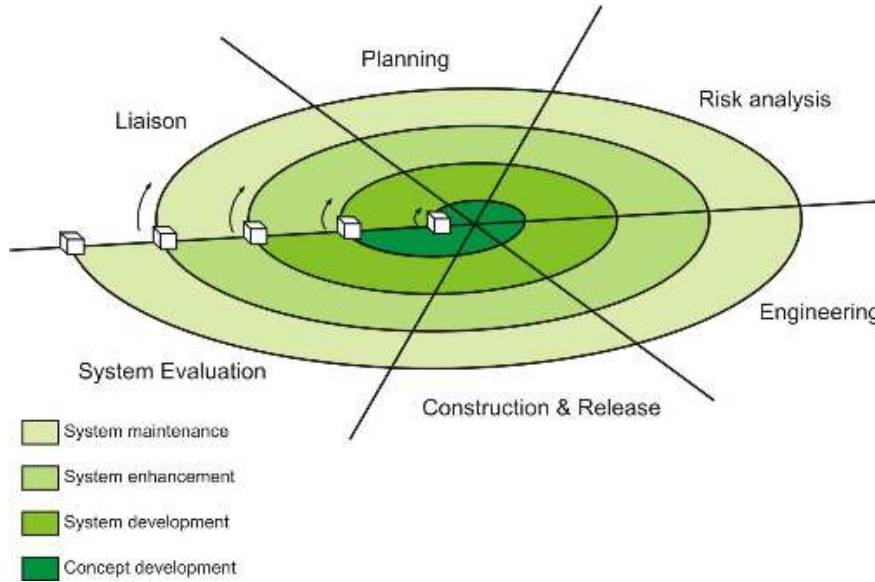 Planning
Risk analysis
Liaison
Engineering
System Evaluation
Construction & Release
System maintenance
System enhancement
System development
Concept development